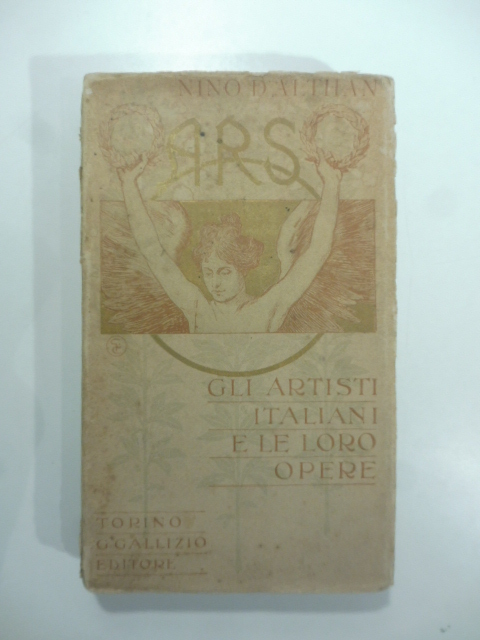 NINO D'ALTHAN
ARS
GLI ARTISTI
ITALIANI
E LE LORO
OPERE
TORINO
G. GALLIZIO
EDITORE